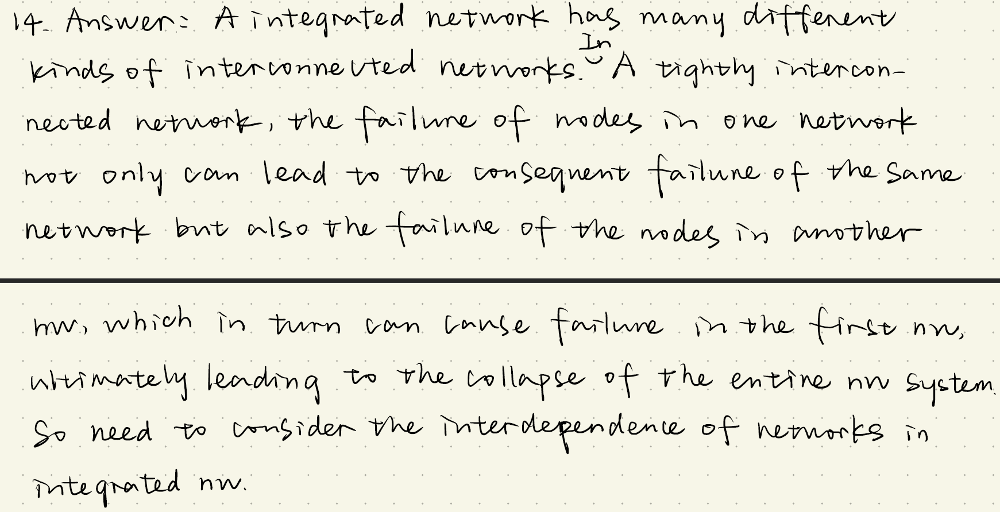 14. Answer: A integrated network has many different
kinds of interconnected networks. In A tightly intercon-
nected network, the failure of nodes in one network
not only can lead to the consequent failure of the same
network but also the failure of the nodes in another
nw, which in turn can cause failure in the first nw,
ultimately leading to the collapse of the entire nw system.
So need to consider the interdependence of networks in
integrated nw.